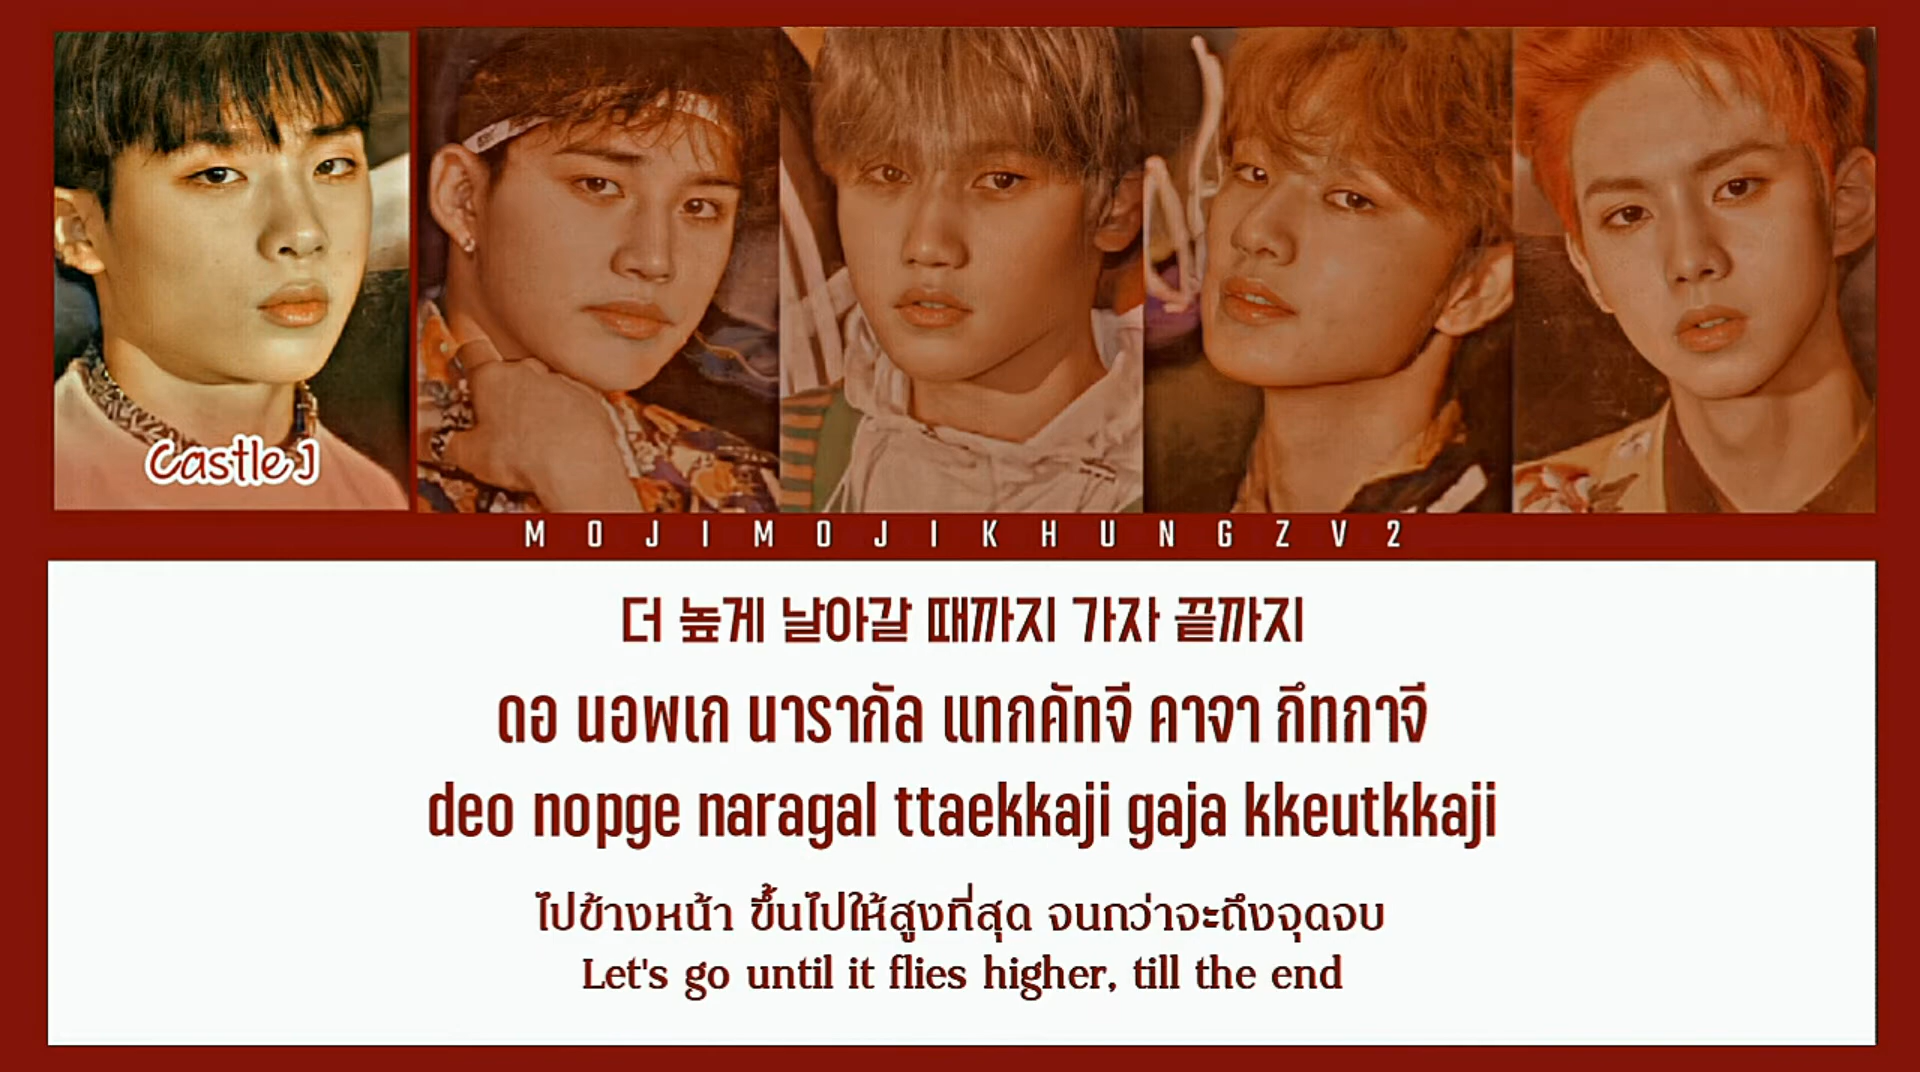 Castle J
MOJIMOJIKHUNGZV2
더 높게 날아갈 때까지 가자 끝까지
ดอ นอพเก นารากัล แทกคัทจี คาจา กึทกาจี
deo nopge naragal ttaekkaji gaja kkeutkkaji
ไปข้างหน้า ขึ้นไปให้สูงที่สุด จนกว่าจะถึงจุดจบ
Let's go until it flies higher, till the end